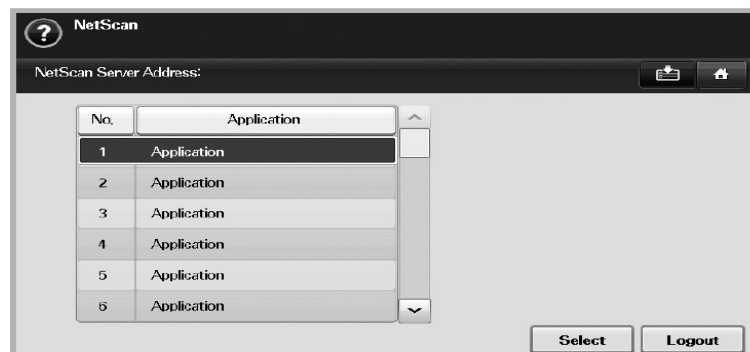 NetScan
NetScan Server Address:
No. Application
1 Application
2 Application
3 Application
4 Application
5 Application
6 Application
Select Logout